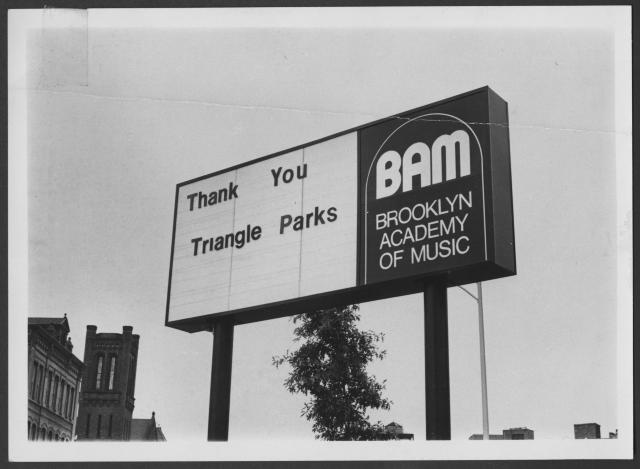 Thank You
Triangle Parks
BAM
BROOKLYN
ACADEMY
OF MUSIC